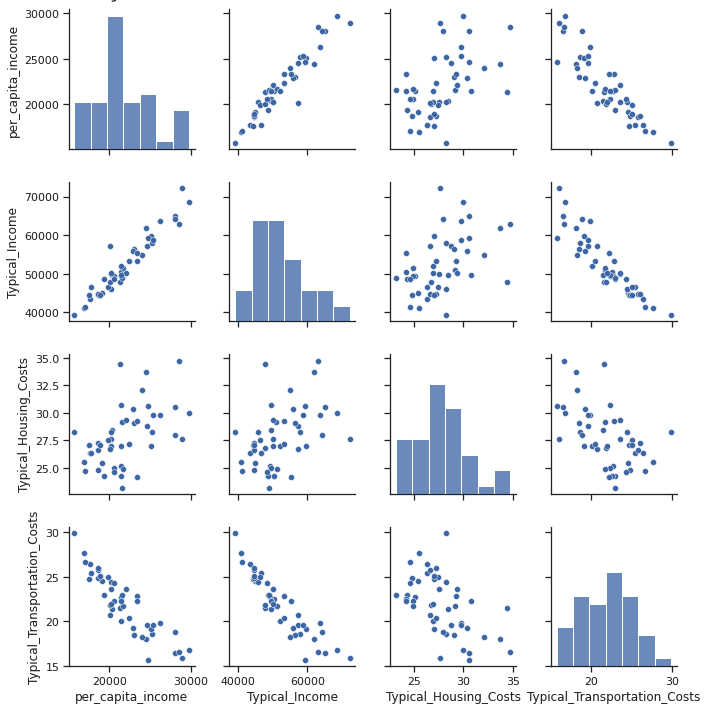 30000
25000
20000
per_capita_income
70000
60000
50000
40000
Typical_Income
35.0
32.5
30.0
27.5
25.0
Typical_Housing_Costs
30
25
20
15
Typical_Transportation_Costs
20000 30000 40000 60000 25 30 35 20 30
per_capita_income Typical_Income Typical_Housing_Costs Typical_Transportation_Costs